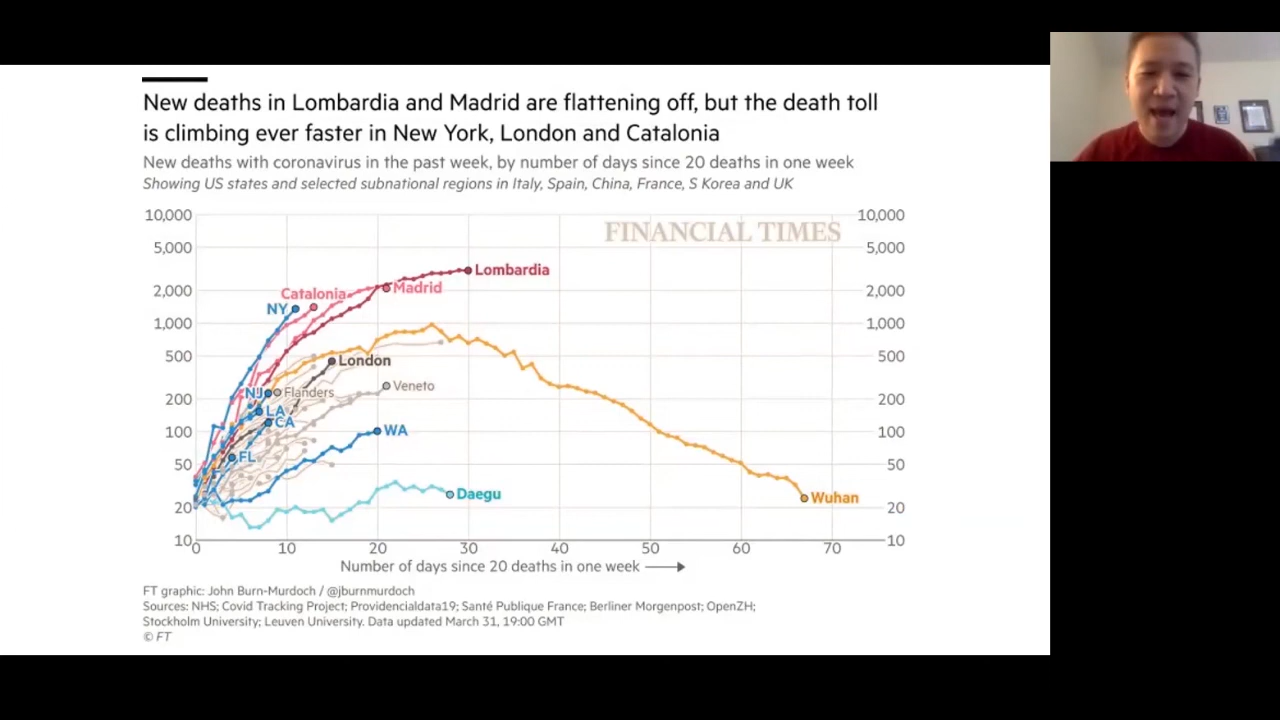 New deaths in Lombardia and Madrid are flattening off, but the death toll
is climbing ever faster in New York, London and Catalonia
New deaths with coronavirus in the past week, by number of days since 20 deaths in one week
Showing US states and selected subnational regions in Italy, Spain, China, France, S Korea and UK
10,000
10,000
FINANCIAL TIMES
5,000
5,000
Lombardia
2,000
Catalonia
Madrid
2,000
NY
1,000
1,000
500
London
500
NJ
Flanders
Veneto
200
200
LA
CA
100
WA
100
FL
50
50
Daegu
Wuhan
20
20
10
10
0 10 20 30 40 50 60 70
Number of days since 20 deaths in one week
FT graphic: John Burn-Murdoch / @jburnmurdoch
Sources: NHS; Covid Tracking Project; Providencialdata19; Santé Publique France; Berliner Morgenpost; OpenZH;
Stockholm University; Leuven University. Data updated March 31, 19:00 GMT
© FT